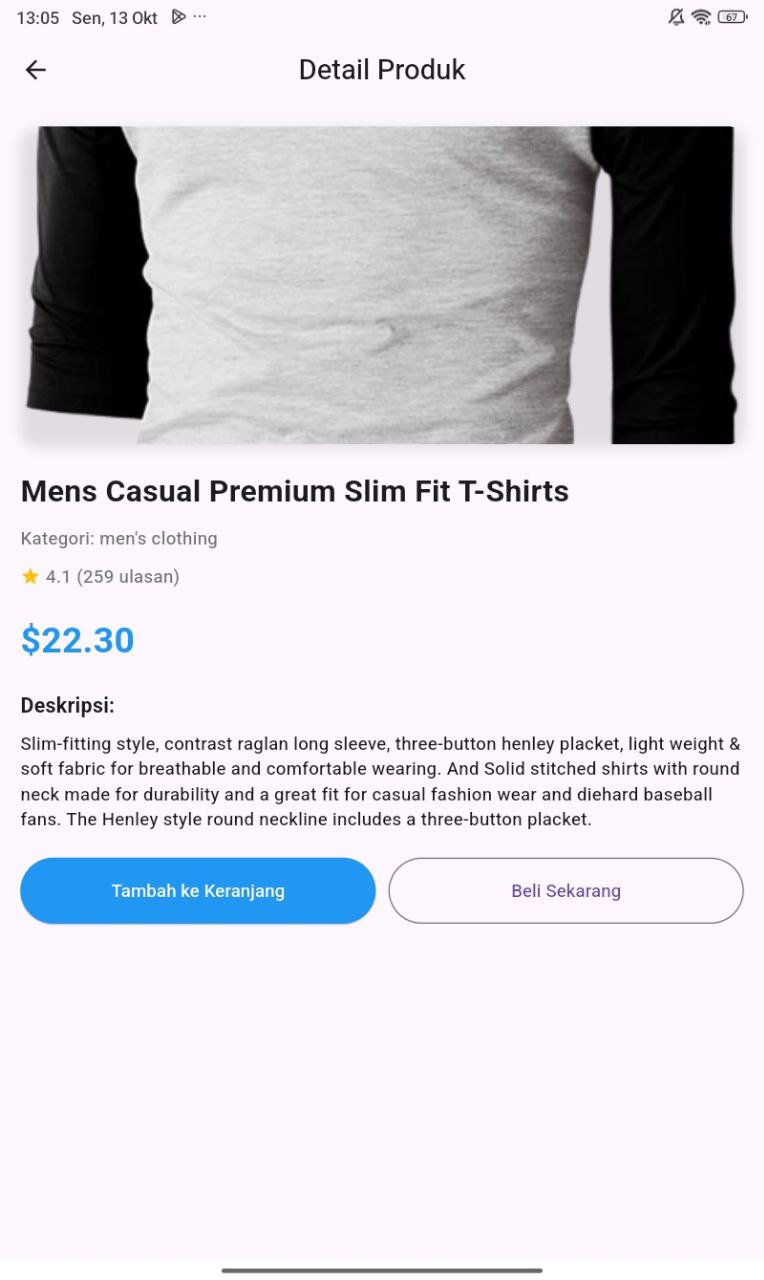 13:05 Sen, 13 Okt ...
67
Detail Produk
Mens Casual Premium Slim Fit T-Shirts
Kategori: men's clothing
4.1 (259 ulasan)
$22.30
Deskripsi:
Slim-fitting style, contrast raglan long sleeve, three-button henley placket, light weight &
soft fabric for breathable and comfortable wearing. And Solid stitched shirts with round
neck made for durability and a great fit for casual fashion wear and diehard baseball
fans. The Henley style round neckline includes a three-button placket.
Tambah ke Keranjang
Beli Sekarang